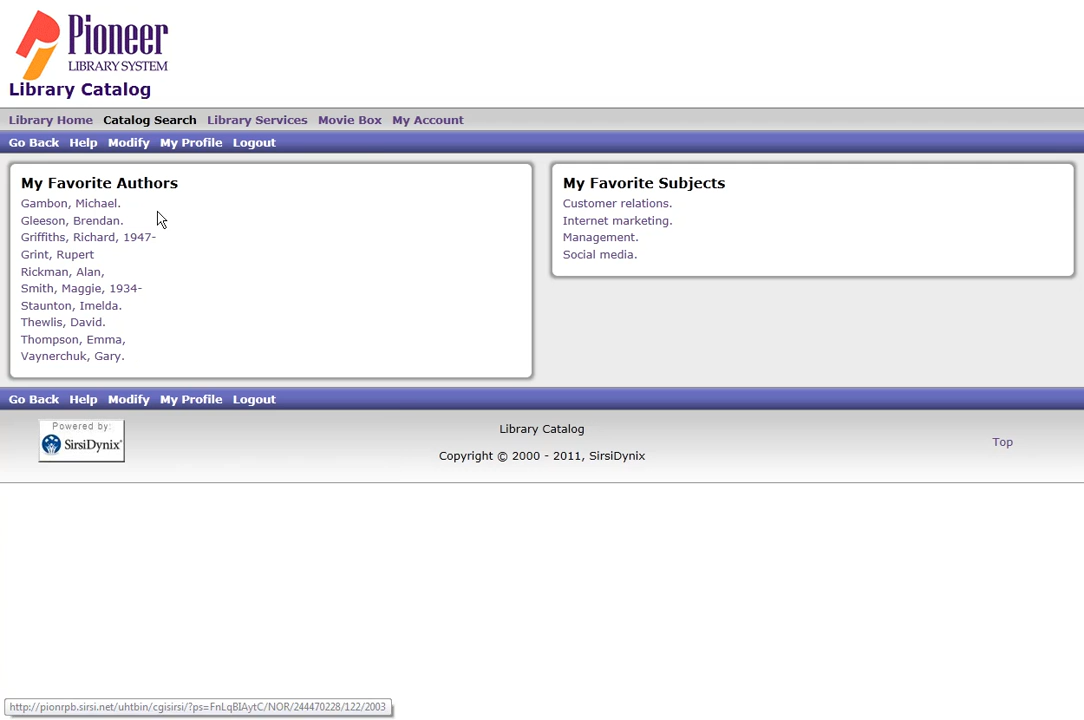 Pioneer
LIBRARY SYSTEM
Library Catalog
Library Home Catalog Search Library Services Movie Box My Account
Go Back Help Modify My Profile Logout
My Favorite Authors
Gambon, Michael.
Gleeson, Brendan.
Griffiths, Richard, 1947-
Grint, Rupert
Rickman, Alan,
Smith, Maggie, 1934-
Staunton, Imelda.
Thewlis, David.
Thompson, Emma,
Vaynerchuk, Gary.
My Favorite Subjects
Customer relations.
Internet marketing.
Management.
Social media.
Go Back Help Modify My Profile Logout
Powered by:
SirsiDynix®
Library Catalog
Copyright © 2000 - 2011, SirsiDynix
Top
http://pionrpb.sirsi.net/uhtbin/cgisirsi/?ps=FnLqBIAytC/NOR/244470228/122/2003